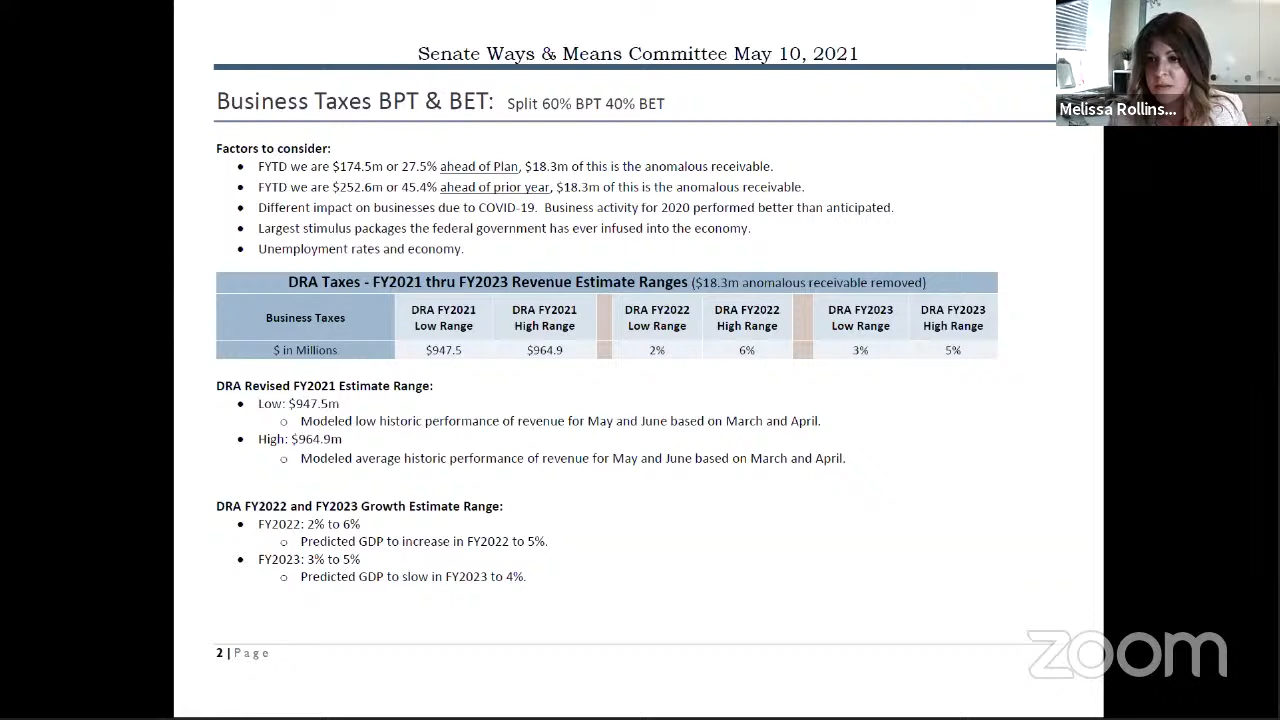 Senate Ways & Means Committee May 10, 2021
Melissa Rollins...
Business Taxes BPT & BET: Split 60% BPT 40% BET
Factors to consider:
• FYTD we are $174.5m or 27.5% ahead of Plan, $18.3m of this is the anomalous receivable.
• FYTD we are $252.6m or 45.4% ahead of prior year, $18.3m of this is the anomalous receivable.
• Different impact on businesses due to COVID-19. Business activity for 2020 performed better than anticipated.
• Largest stimulus packages the federal government has ever infused into the economy.
• Unemployment rates and economy.
DRA Taxes - FY2021 thru FY2023 Revenue Estimate Ranges ($18.3m anomalous receivable removed)
Business Taxes
DRA FY2021 Low Range
DRA FY2021 High Range
DRA FY2022 Low Range
DRA FY2022 High Range
DRA FY2023 Low Range
DRA FY2023 High Range
$ in Millions $947.5 $964.9 2% 6% 3% 5%
DRA Revised FY2021 Estimate Range:
• Low: $947.5m
o Modeled low historic performance of revenue for May and June based on March and April.
• High: $964.9m
o Modeled average historic performance of revenue for May and June based on March and April.
DRA FY2022 and FY2023 Growth Estimate Range:
• FY2022: 2% to 6%
o Predicted GDP to increase in FY2022 to 5%.
• FY2023: 3% to 5%
o Predicted GDP to slow in FY2023 to 4%.
2 | Page
zoom